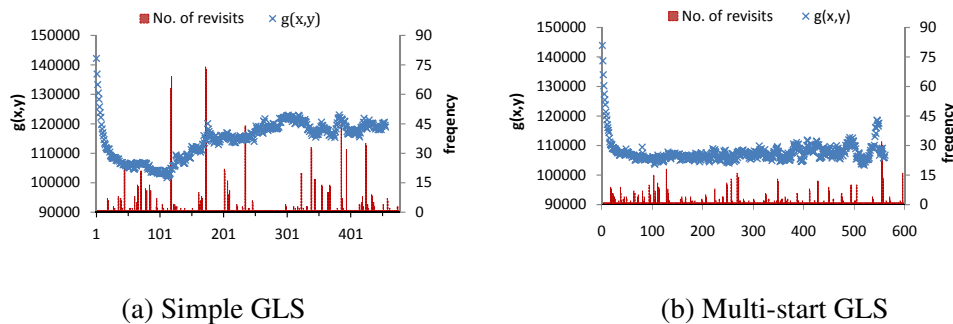 No. of revisits g(x,y)
150000
140000
130000
120000
110000
100000
90000
g(x,y)
90
75
60
45
30
15
0
freqency
1 101 201 301 401
(a) Simple GLS
No. of revisits g(x,y)
150000
140000
130000
120000
110000
100000
90000
g(x,y)
90
75
60
45
30
15
0
freqency
0 100 200 300 400 500 600
(b) Multi-start GLS